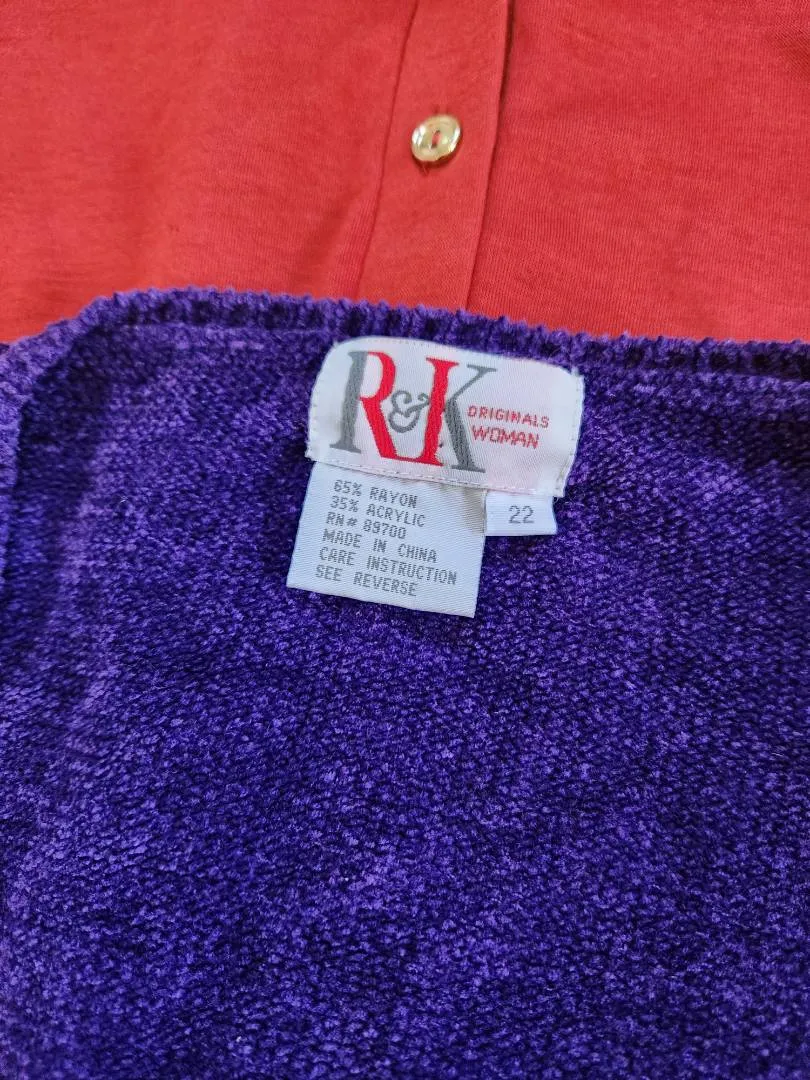 R&K
ORIGINALS
WOMAN
65% RAYON
35% ACRYLIC
RN# 89700
MADE IN CHINA
CARE INSTRUCTION
SEE REVERSE
22